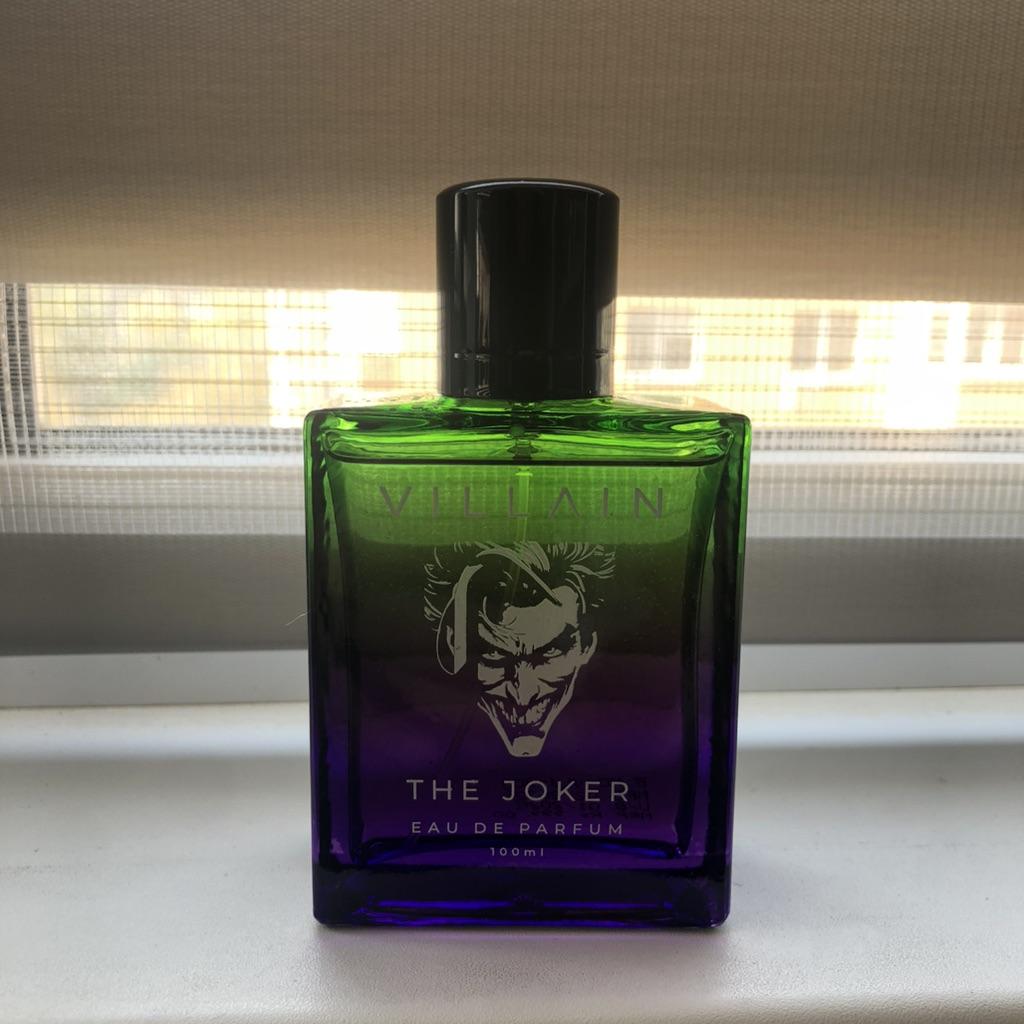 VILLAIN
THE JOKER
EAU DE PARFUM
100ml